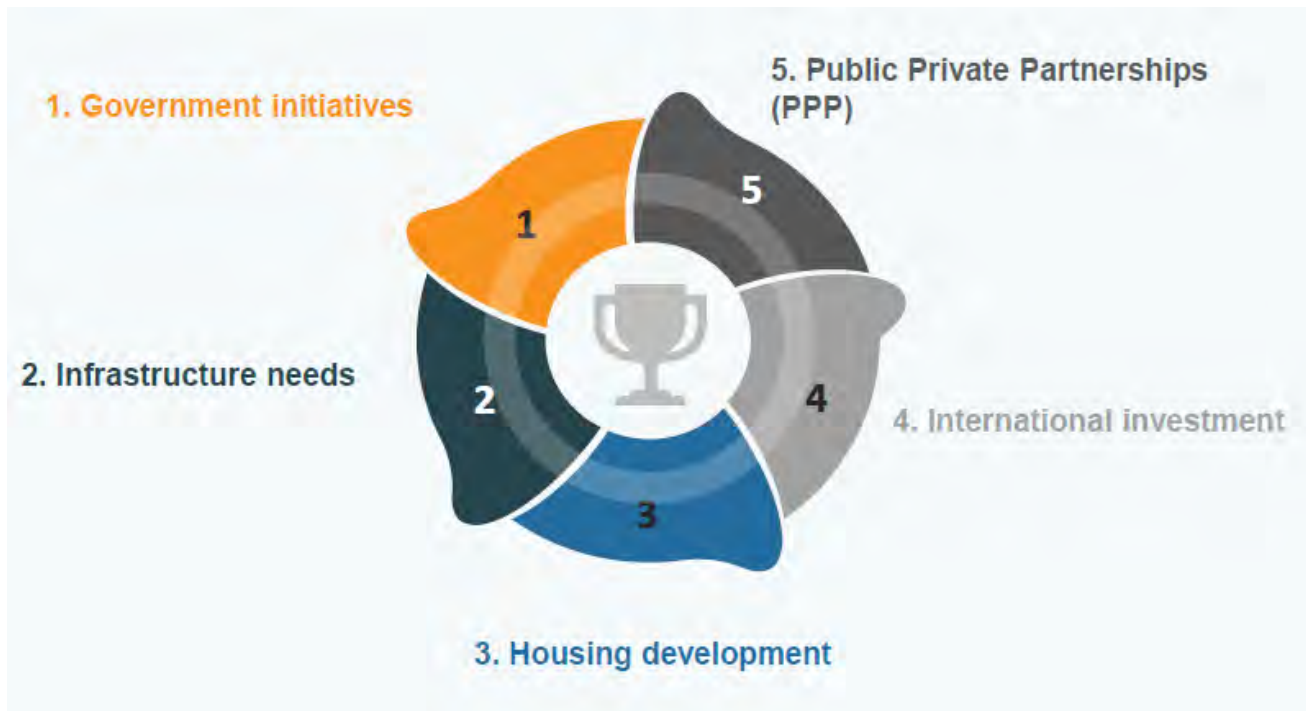 1. Government initiatives
5. Public Private Partnerships
(PPP)
1
5
2. Infrastructure needs
2
4
4. International investment
3
3. Housing development